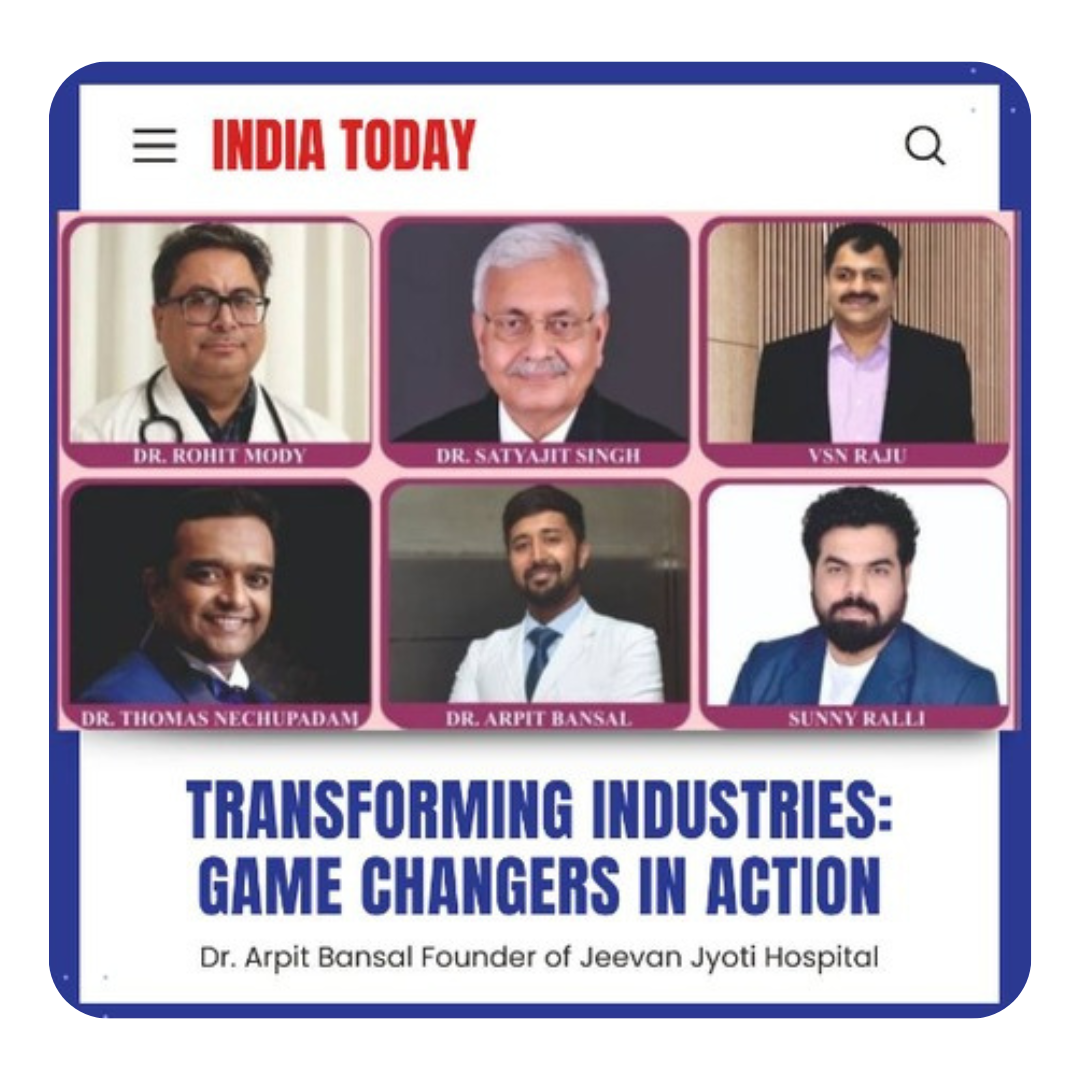 INDIA TODAY
DR. ROHIT MODY
DR. SATYAJIT SINGH
VSN RAJU
DR. THOMAS NECHUPADAM
DR. ARPIT BANSAL
SUNNY RALLI
TRANSFORMING INDUSTRIES:
GAME CHANGERS IN ACTION
Dr. Arpit Bansal Founder of Jeevan Jyoti Hospital